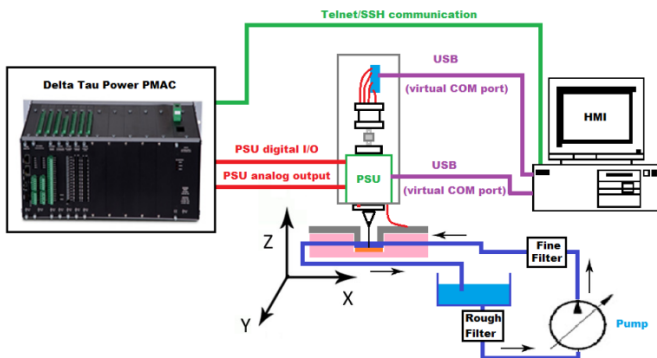 Telnet/SSH communication
Delta Tau Power PMAC
USB
(virtual COM port)
HMI
PSU digital I/O
PSU analog output
PSU
USB
(virtual COM port)
Z
X
Y
Fine
Filter
Rough
Filter
Pump